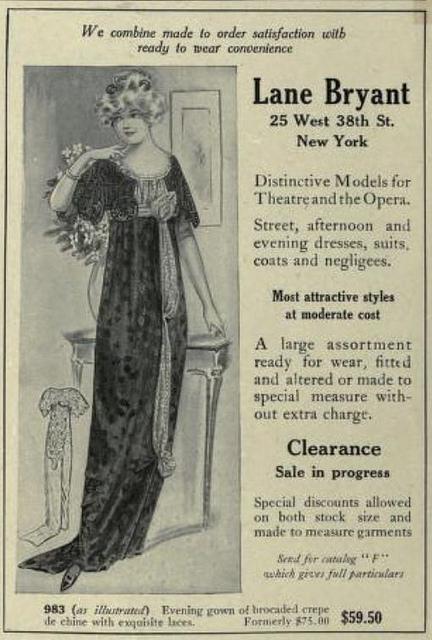 We combine made to order satisfaction with
ready to wear convenience
Lane Bryant
25 West 38th St.
New York
Distinctive Models for
Theatre and the Opera.
Street, afternoon and
evening dresses, suits,
coats and negligees.
Most attractive styles
at moderate cost
A large assortment
ready for wear, fitted
and altered or made to
special measure with-
out extra charge.
Clearance
Sale in progress
Special discounts allowed
on both stock size and
made to measure garments
Send for catalog "F"
which gives full particulars
983 (as illustrated) Evening gown of brocaded crepe
de chine with exquisite laces. Formerly $75.00 $59.50